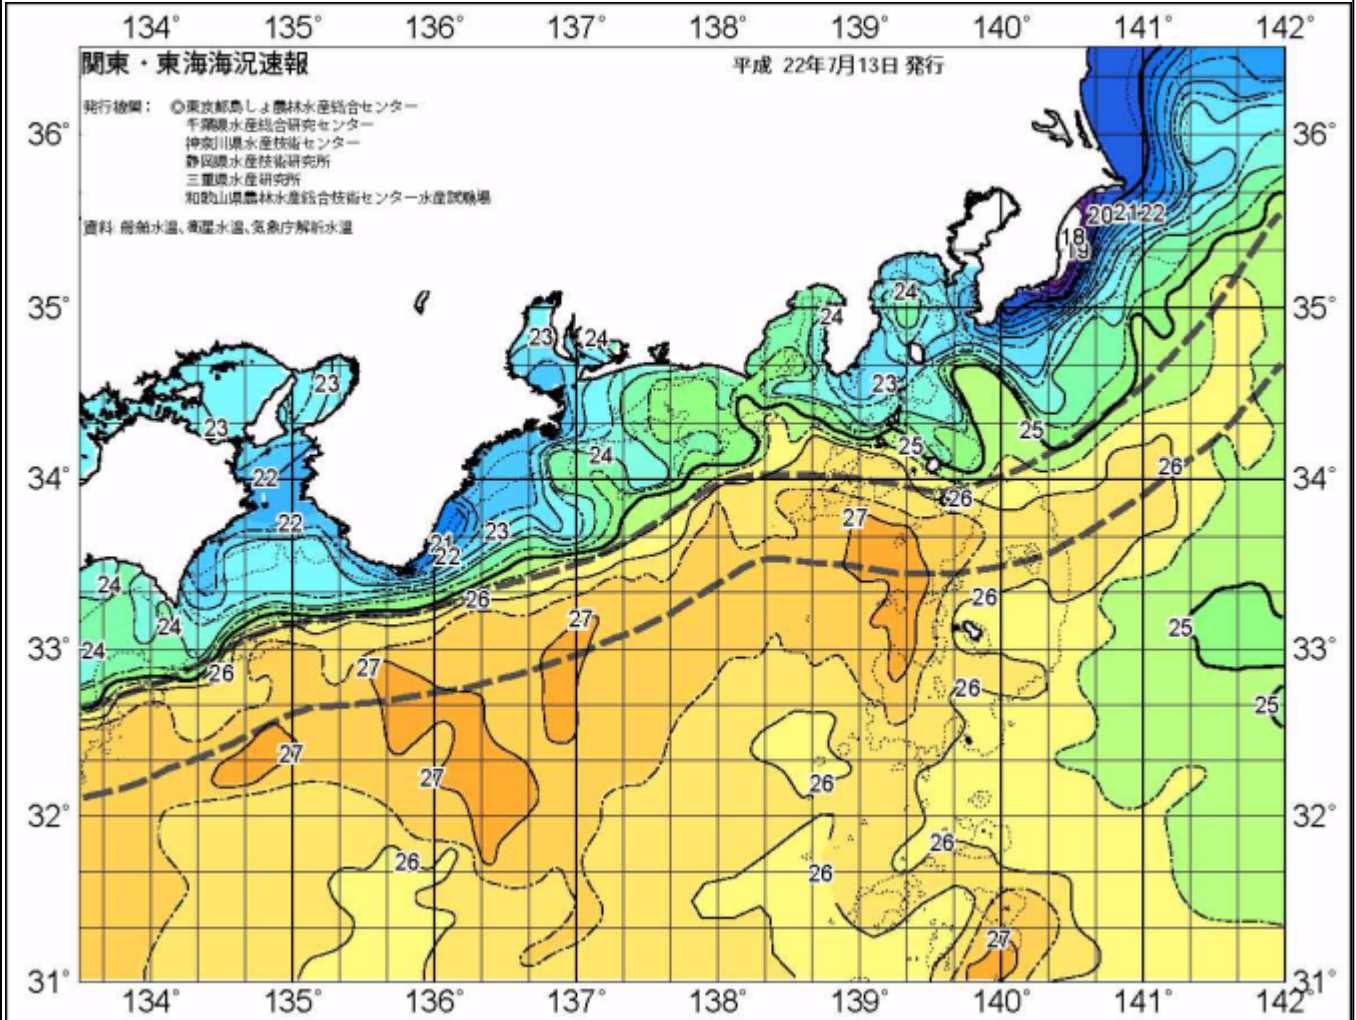 134° 135° 136° 137° 138° 139° 140° 141° 142°
関東・東海海況速報
平成 22年7月13日 発行
発行機関: ◎東京都島しょ農林水産総合センター
千葉県水産総合研究センター
神奈川県水産技術センター
静岡県水産技術研究所
三重県水産研究所
和歌山県農林水産総合技術センター水産試験場
資料:船舶水温、衛星水温、気象庁解析水温
36° 36°
20 21 22
18
19
35° 24 35°
24
23 24
23 23
25
23
25
24 26
22 34° 34°
26
22 27
23
21
22
24 26 26
27
24 25
24 33° 33°
26 27 26
25
27 26
27
32° 32°
26
26 26
27
31° 31°
134° 135° 136° 137° 138° 139° 140° 141° 142°